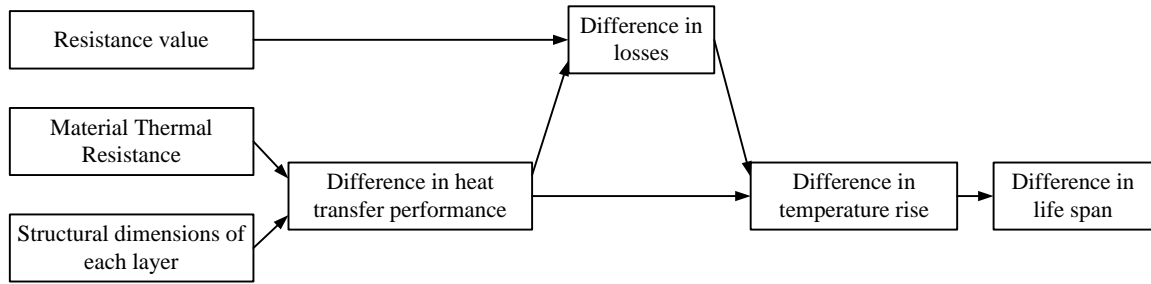 Resistance value
Difference in
losses
Material Thermal
Resistance
Difference in heat
transfer performance
Structural dimensions of
each layer
Difference in
temperature rise
Difference in
life span